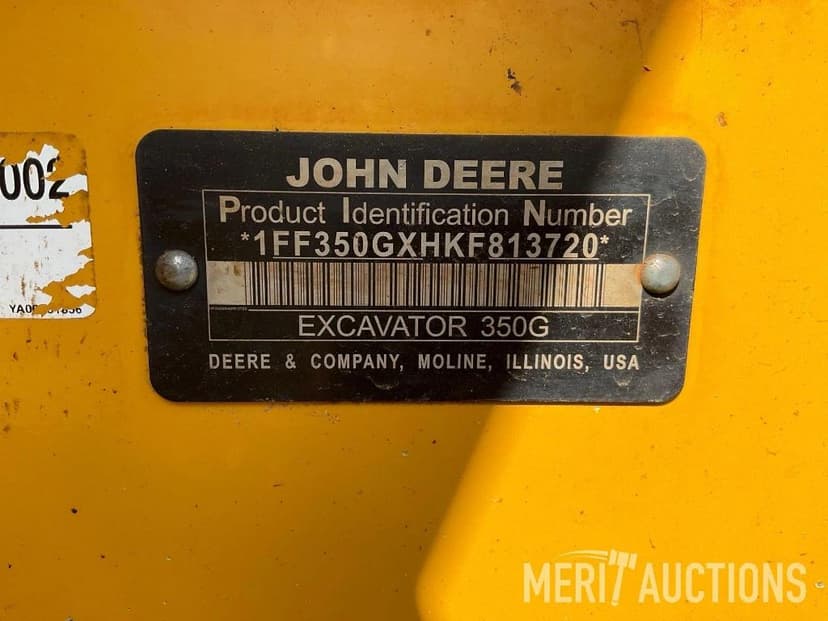 002
JOHN DEERE
Product Identification Number
*1FF350GXHKF813720*
EXCAVATOR 350G
DEERE & COMPANY, MOLINE, ILLINOIS, USA
MERIT AUCTIONS